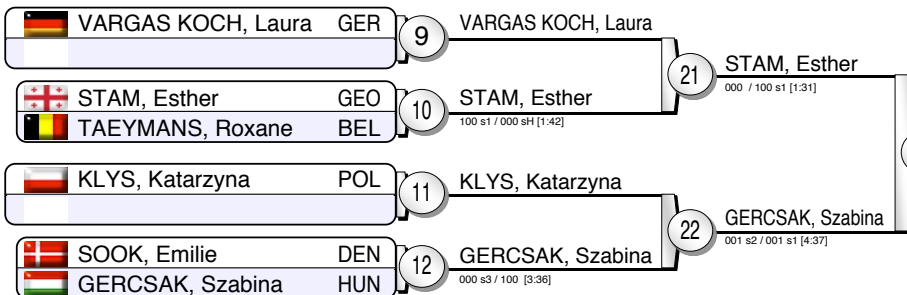 VARGAS KOCH, Laura GER 9 VARGAS KOCH, Laura
21 STAM, Esther
000 / 100 s1 [1:31]
STAM, Esther GEO 10 STAM, Esther
100 s1 / 000 sH [1:42]
TAEYMANS, Roxane BEL
KLYS, Katarzyna POL 11 KLYS, Katarzyna
22 GERCSAK, Szabina
001 s2 / 001 s1 [4:37]
SOOK, Emilie DEN 12 GERCSAK, Szabina
000 s3 / 100 [3:36]
GERCSAK, Szabina HUN